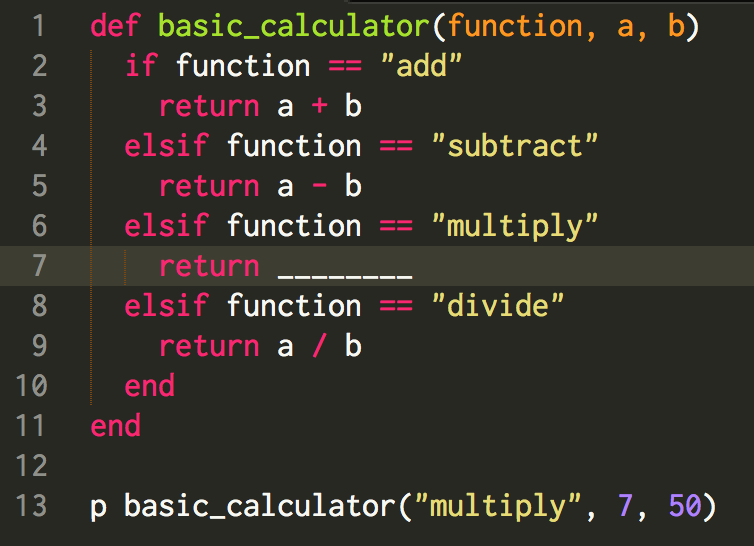 1 def basic_calculator(function, a, b)
2 if function == "add"
3 return a + b
4 elsif function == "subtract"
5 return a - b
6 elsif function == "multiply"
7 return ________
8 elsif function == "divide"
9 return a / b
10 end
11 end
12
13 p basic_calculator("multiply", 7, 50)